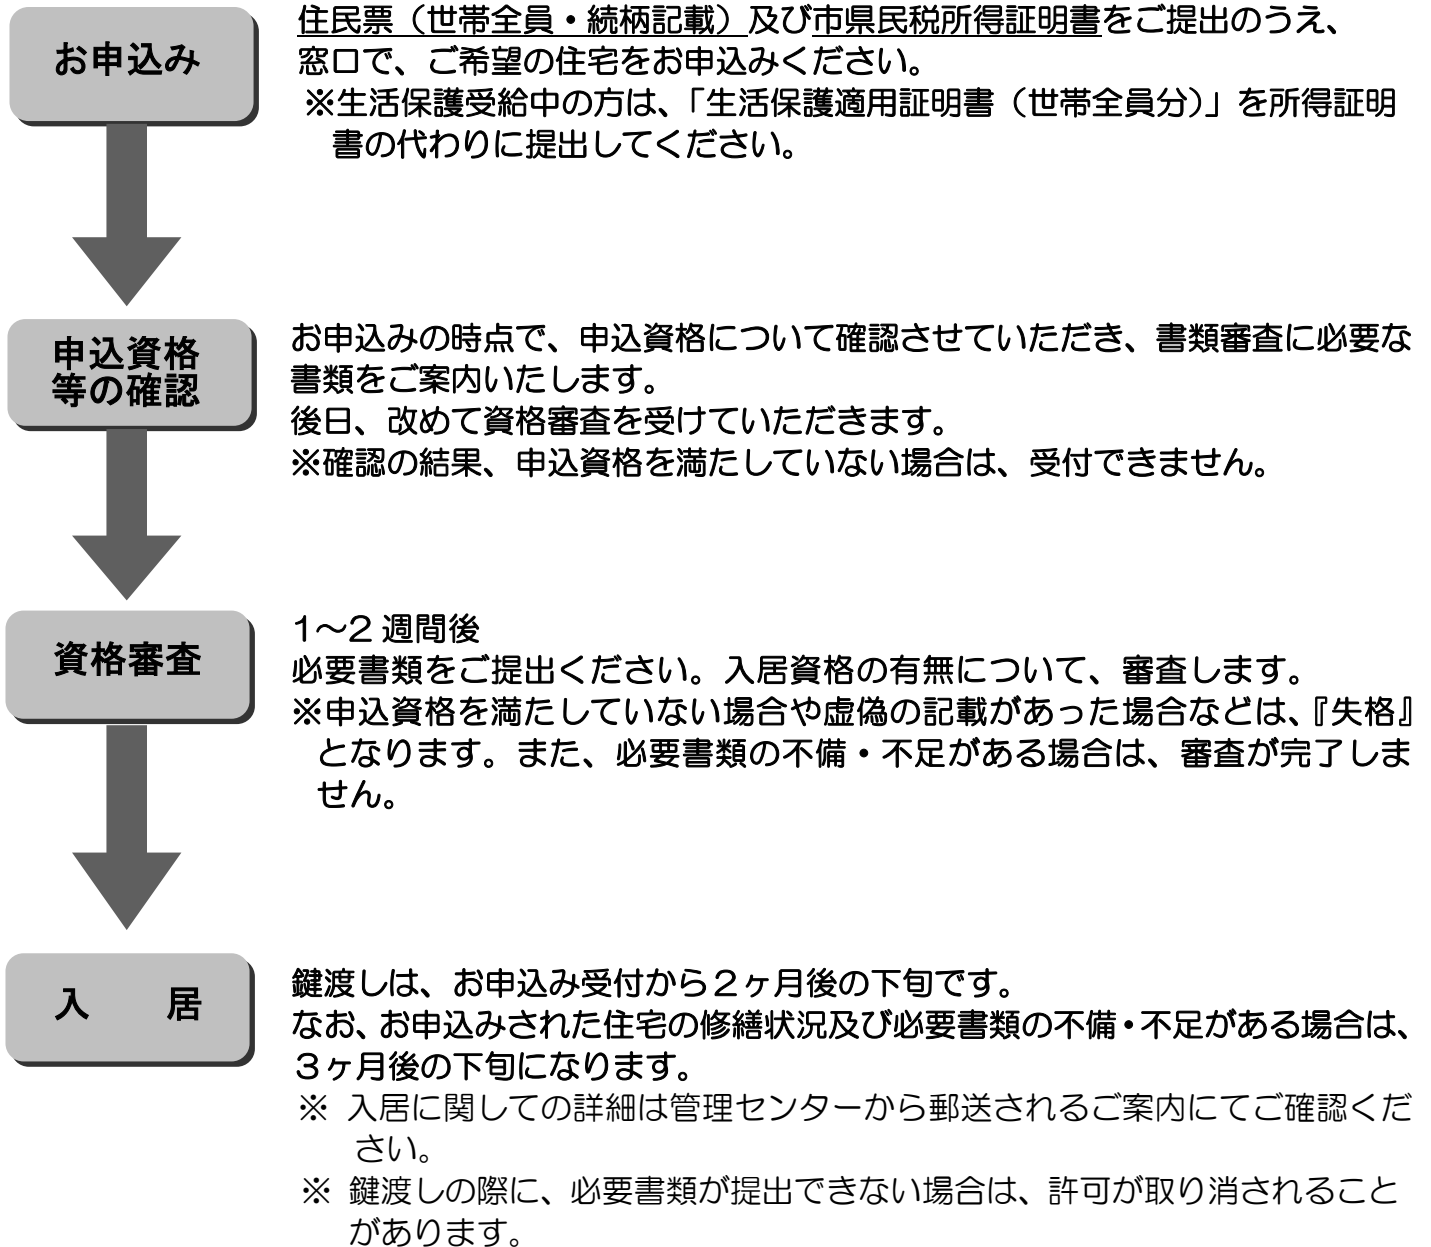 お申込み
住民票（世帯全員・続柄記載）及び市県民税所得証明書をご提出のうえ、
窓口で、ご希望の住宅をお申込みください。
※生活保護受給中の方は、「生活保護適用証明書（世帯全員分）」を所得証明
書の代わりに提出してください。
申込資格
等の確認
お申込みの時点で、申込資格について確認させていただき、書類審査に必要な
書類をご案内いたします。
後日、改めて資格審査を受けていただきます。
※確認の結果、申込資格を満たしていない場合は、受付できません。
資格審査
1～2 週間後
必要書類をご提出ください。入居資格の有無について、審査します。
※申込資格を満たしていない場合や虚偽の記載があった場合などは、『失格』
となります。また、必要書類の不備・不足がある場合は、審査が完了しま
せん。
入　　居
鍵渡しは、お申込み受付から２ヶ月後の下旬です。
なお、お申込みされた住宅の修繕状況及び必要書類の不備・不足がある場合は、
３ヶ月後の下旬になります。
※ 入居に関しての詳細は管理センターから郵送されるご案内にてご確認くだ
さい。
※ 鍵渡しの際に、必要書類が提出できない場合は、許可が取り消されること
があります。